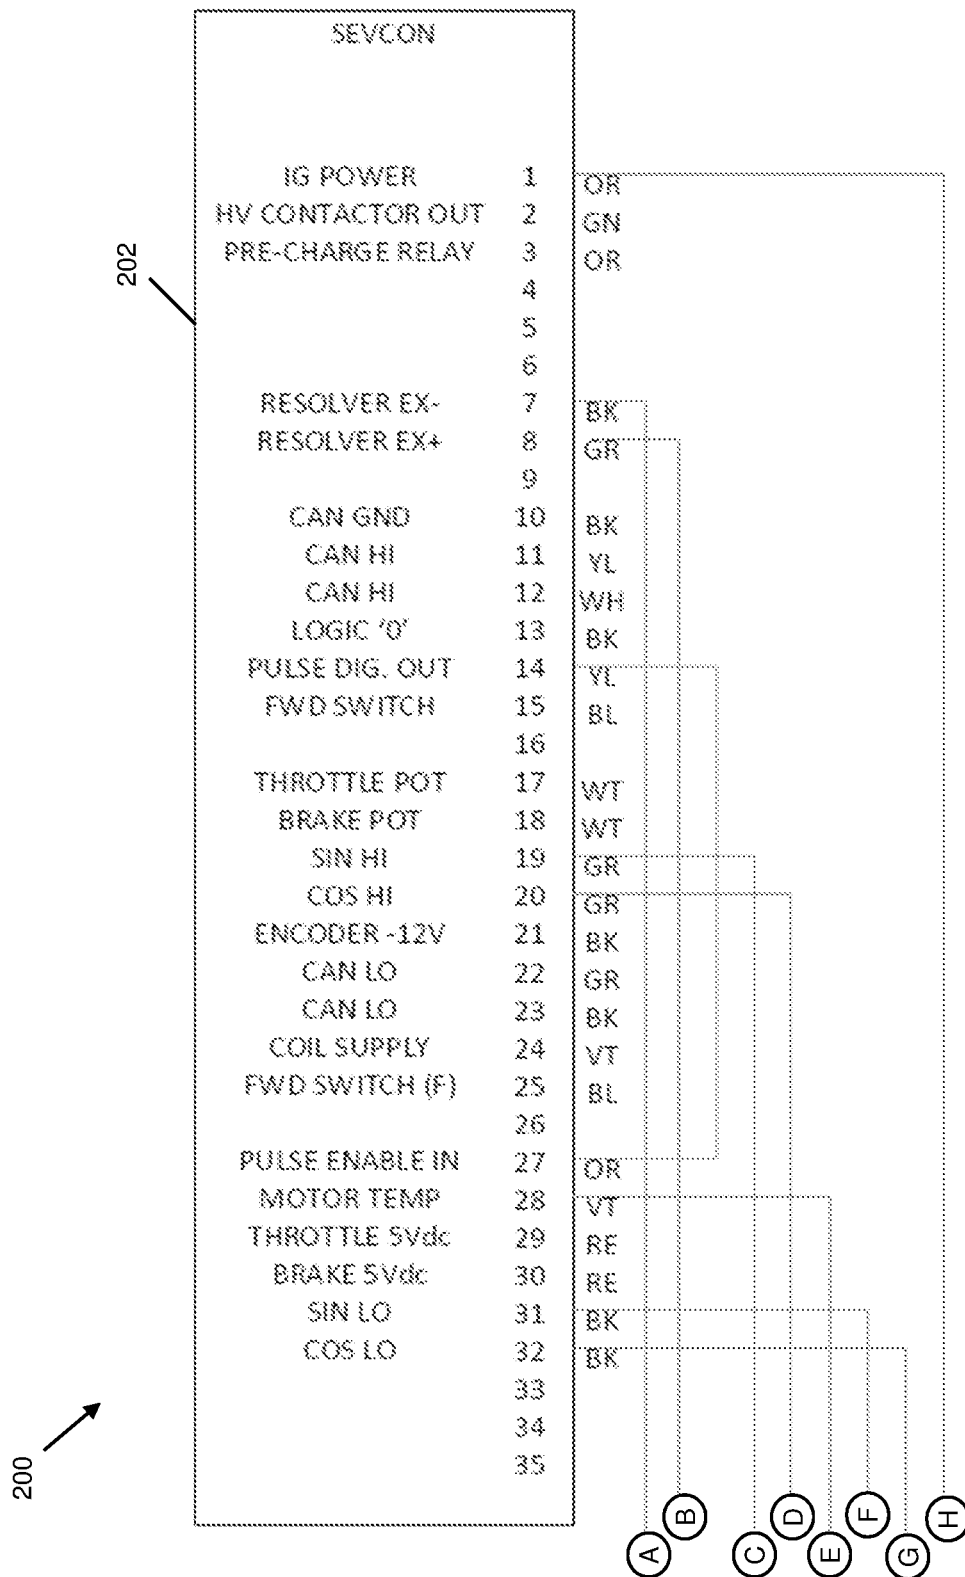 SEVCON
202
IG POWER 1 OR
HV CONTACTOR OUT 2 GN
PRE-CHARGE RELAY 3 OR
4
5
6
RESOLVER EX- 7 BK
RESOLVER EX+ 8 GR
9
CAN GND 10 BK
CAN HI 11 YL
CAN HI 12 WH
LOGIC '0' 13 BK
PULSE DIG. OUT 14 YL
FWD SWITCH 15 BL
16
THROTTLE POT 17 WT
BRAKE POT 18 WT
SIN HI 19 GR
COS HI 20 GR
ENCODER -12V 21 BK
CAN LO 22 GR
CAN LO 23 BK
COIL SUPPLY 24 VT
FWD SWITCH (F) 25 BL
26
PULSE ENABLE IN 27 OR
MOTOR TEMP 28 VT
THROTTLE 5Vdc 29 RE
BRAKE 5Vdc 30 RE
SIN LO 31 BK
COS LO 32 BK
33
34
35
200
A
B
C
D
E
F
G
H